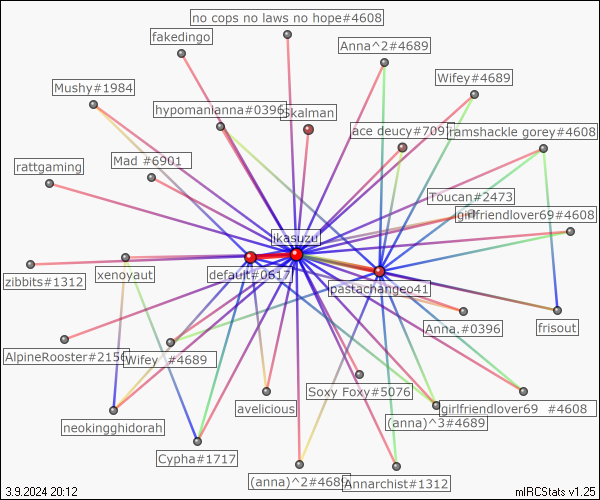 no cops no laws no hope#4608
fakedingo
Anna^2#4689
Wifey#4689
Mushy#1984
hypomanianna#0396
Skalman
ace deucy#7091
ramshackle gorey#4608
Mad #6901
rattgaming
Toucan#2473
girlfriendlover69#4608
ikasuzu
zibbits#1312
xenoyaut
default#0617
pastachangeo41
Anna.#0396
frisout
AlpineRooster#2156
Wifey #4689
Soxy Foxy#5076
avelicious
girlfriendlover69 #4608
neokingghidorah
(anna)^3#4689
Cypha#1717
(anna)^2#4689
Annarchist#1312
3.9.2024 20:12
mIRCStats v1.25